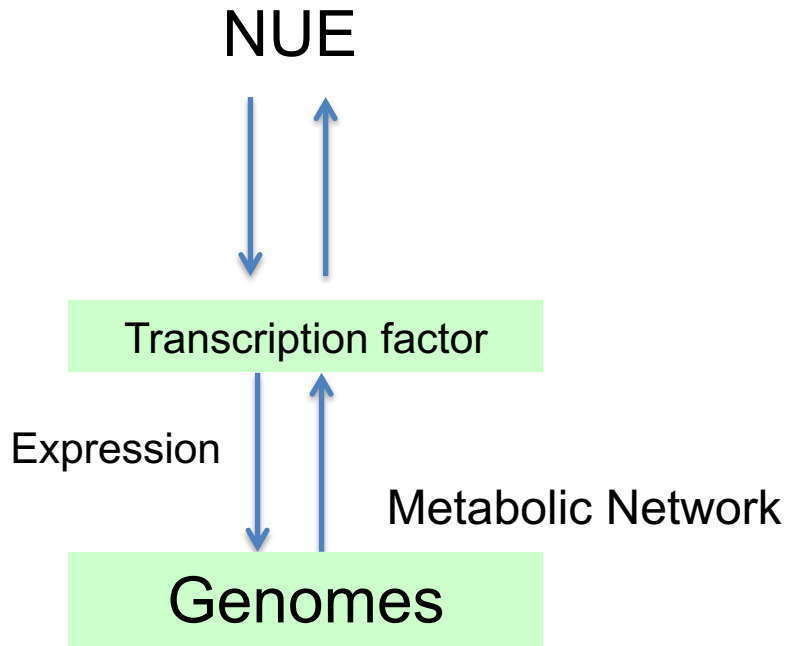 NUE
Transcription factor
Expression
Metabolic Network
Genomes